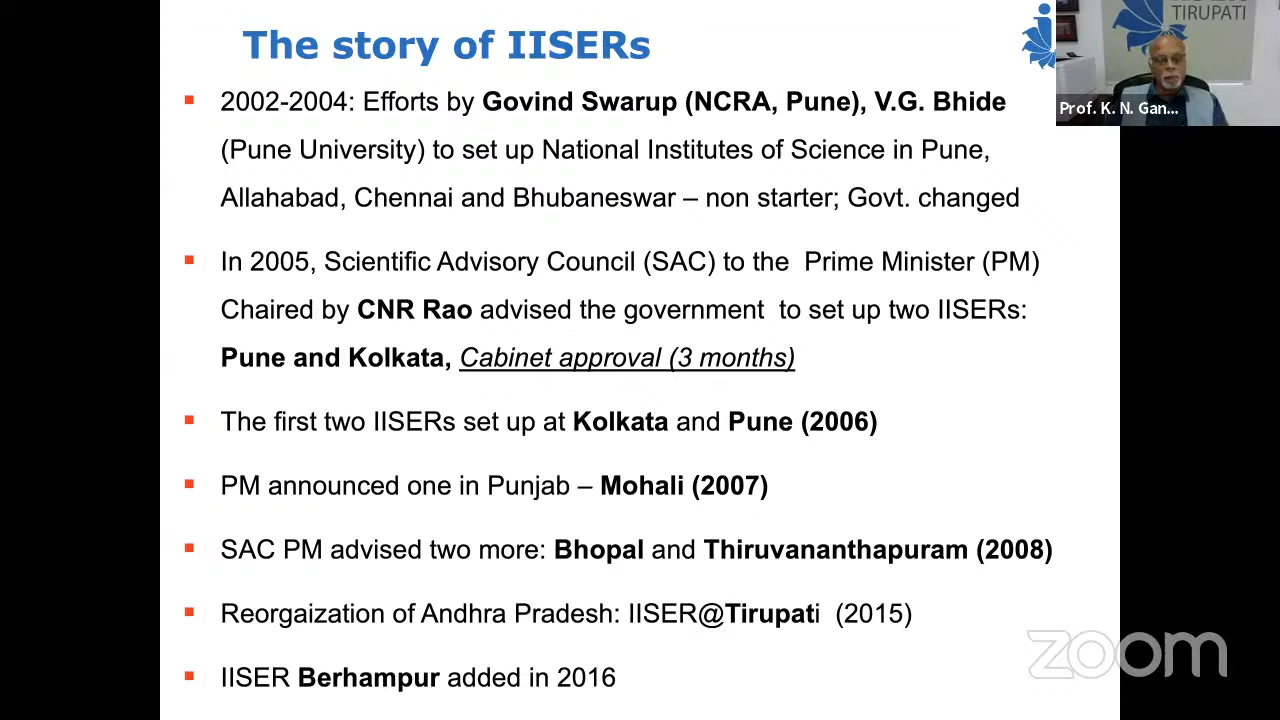 The story of IISERs
TIRUPATI
Prof. K. N. Gan...
▪ 2002-2004: Efforts by Govind Swarup (NCRA, Pune), V.G. Bhide
(Pune University) to set up National Institutes of Science in Pune,
Allahabad, Chennai and Bhubaneswar – non starter; Govt. changed
▪ In 2005, Scientific Advisory Council (SAC) to the Prime Minister (PM)
Chaired by CNR Rao advised the government to set up two IISERs:
Pune and Kolkata, Cabinet approval (3 months)
▪ The first two IISERs set up at Kolkata and Pune (2006)
▪ PM announced one in Punjab – Mohali (2007)
▪ SAC PM advised two more: Bhopal and Thiruvananthapuram (2008)
▪ Reorgaization of Andhra Pradesh: IISER@Tirupati (2015)
▪ IISER Berhampur added in 2016
zoom